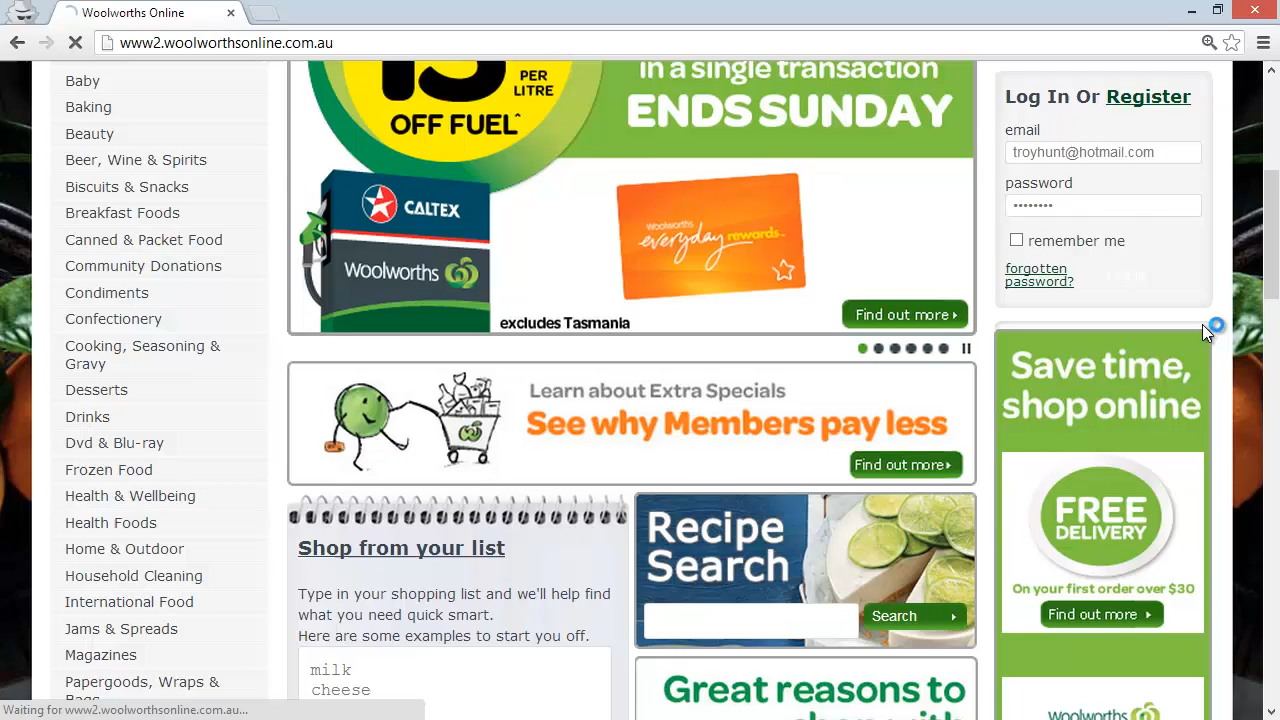 Woolworths Online
www2.woolworthsonline.com.au
Baby
Baking
Beauty
Beer, Wine & Spirits
Biscuits & Snacks
Breakfast Foods
Canned & Packet Food
Community Donations
Condiments
Confectionery
Cooking, Seasoning &
Gravy
Desserts
Drinks
Dvd & Blu-ray
Frozen Food
Health & Wellbeing
Health Foods
Home & Outdoor
Household Cleaning
International Food
Jams & Spreads
Magazines
Papergoods, Wraps &
Bags
PER
LITRE
OFF FUEL^
in a single transaction
ENDS SUNDAY
CALTEX
Woolworths
woolworths
everyday rewards
excludes Tasmania
Find out more
Learn about Extra Specials
See why Members pay less
Find out more
Shop from your list
Type in your shipping list and we'll help find
what you need quick smart.
Here are some examples to start you off.
milk
cheese
Recipe
Search
Search
Great reasons to
Log In Or Register
email
troyhunt@hotmail.com
password
••••••••
remember me
forgotten
password?
Save time,
shop online
FREE
DELIVERY
On your first order over $30
Find out more
Woolworths
Waiting for www2.woolworthsonline.com.au...